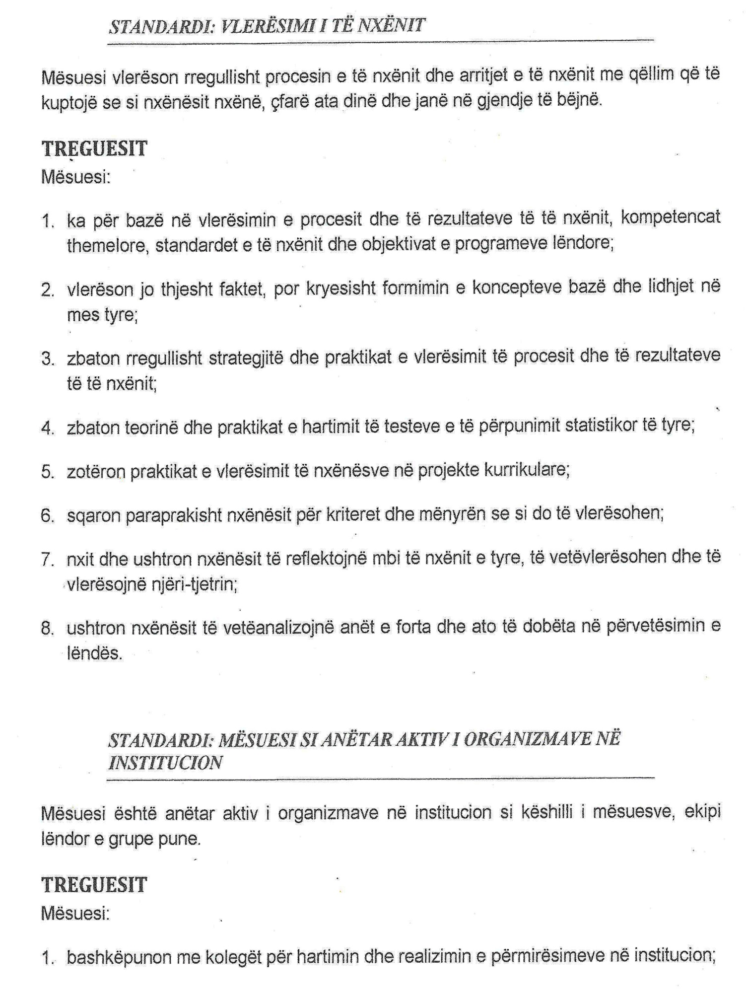 STANDARDI: VLERËSIMI I TË NXËNIT
Mësuesi vlerëson rregullisht procesin e të nxënit dhe arritjet e të nxënit me qëllim që të
kuptojë se si nxënësit nxënë, çfarë ata dinë dhe janë në gjendje të bëjnë.
TREGUESIT
Mësuesi:
1. ka për bazë në vlerësimin e procesit dhe të rezultateve të të nxënit, kompetencat
themelore, standardet e të nxënit dhe objektivat e programeve lëndore;
2. vlerëson jo thjesht faktet, por kryesisht formimin e koncepteve bazë dhe lidhjet në
mes tyre;
3. zbaton rregullisht strategjitë dhe praktikat e vlerësimit të procesit dhe të rezultateve
të të nxënit;
4. zbaton teorinë dhe praktikat e hartimit të testeve e të përpunimit statistikor të tyre;
5. zotëron praktikat e vlerësimit të nxënësve në projekte kurrikulare;
6. sqaron paraprakisht nxënësit për kriteret dhe mënyrën se si do të vlerësohen;
7. nxit dhe ushtron nxënësit të reflektojnë mbi të nxënit e tyre, të vetëvlerësohen dhe të
vlerësojnë njëri-tjetrin;
8. ushtron nxënësit të vetëanalizojnë anët e forta dhe ato të dobëta në përvetësimin e
lëndës.
STANDARDI: MËSUESI SI ANËTAR AKTIV I ORGANIZMAVE NË
INSTITUCION
Mësuesi është anëtar aktiv i organizmave në institucion si këshilli i mësuesve, ekipi
lëndor e grupe pune.
TREGUESIT
Mësuesi:
1. bashkëpunon me kolegët për hartimin dhe realizimin e përmirësimeve në institucion;